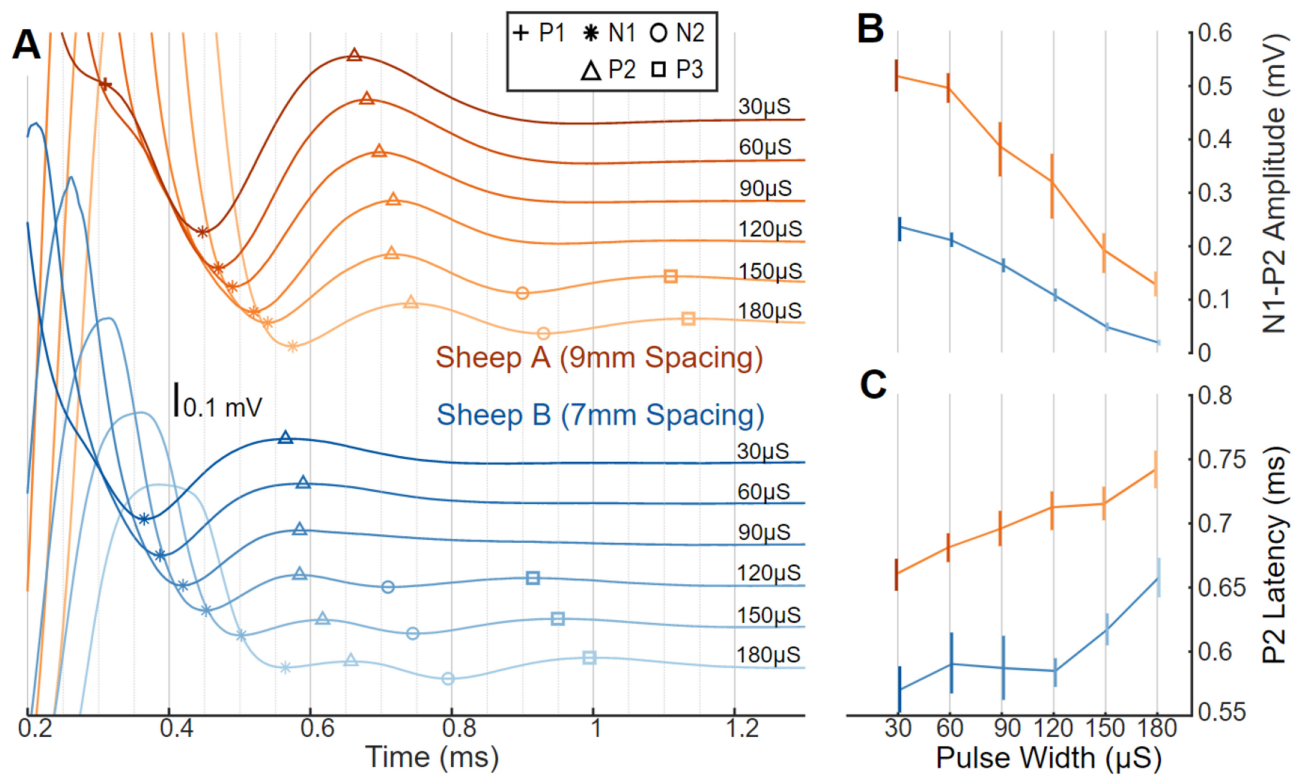 A
P1 N1 N2
P2 P3
30µS
60µS
90µS
120µS
150µS
180µS
Sheep A (9mm Spacing)
0.1 mV
Sheep B (7mm Spacing)
30µS
60µS
90µS
120µS
150µS
180µS
0.2 0.4 0.6 0.8 1 1.2
Time (ms)
B
0.6
0.5
0.4
0.3
0.2
0.1
0
N1-P2 Amplitude (mV)
C
0.8
0.75
0.7
0.65
0.6
0.55
P2 Latency (ms)
30 60 90 120 150 180
Pulse Width (µS)